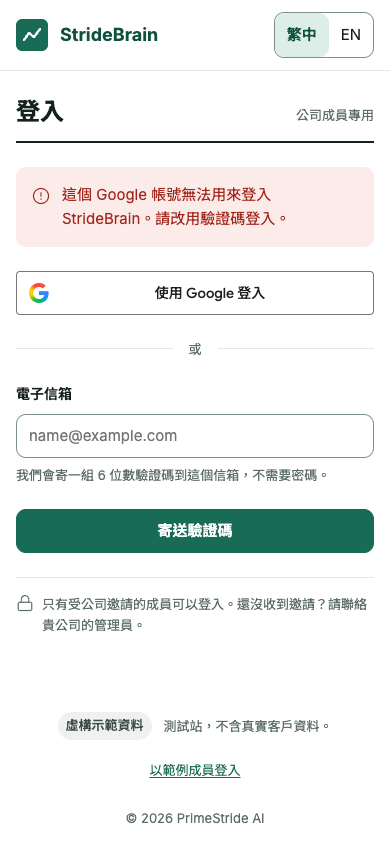 StrideBrain
繁中 EN
登入
公司成員專用
這個 Google 帳號無法用來登入
StrideBrain。請改用驗證碼登入。
使用 Google 登入
或
電子信箱
name@example.com
我們會寄一組 6 位數驗證碼到這個信箱,不需要密碼。
寄送驗證碼
只有受公司邀請的成員可以登入。還沒收到邀請?請聯絡
貴公司的管理員。
虛構示範資料 測試站,不含真實客戶資料。
以範例成員登入
© 2026 PrimeStride AI